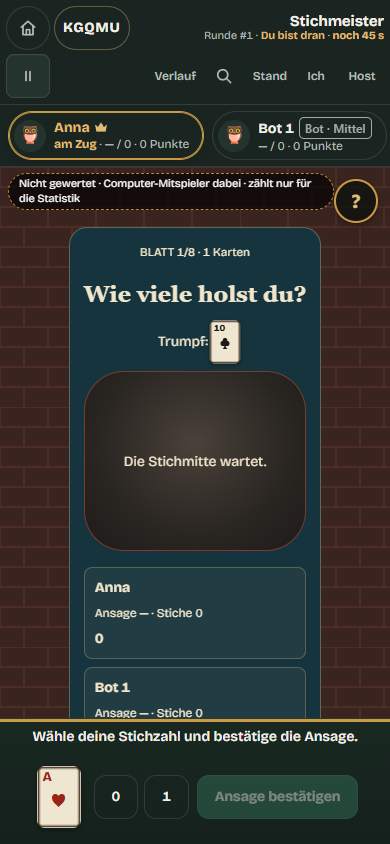 KGQMU
Stichmeister
Runde #1 · Du bist dran · noch 45 s
Verlauf
Stand
Ich
Host
Anna
am Zug · — / 0 · 0 Punkte
Bot 1 Bot · Mittel
— / 0 · 0 Punkte
Nicht gewertet · Computer-Mitspieler dabei · zählt nur für
die Statistik
?
BLATT 1/8 · 1 Karten
Wie viele holst du?
Trumpf: 10
Die Stichmitte wartet.
Anna
Ansage — · Stiche 0
0
Bot 1
Ansage — · Stiche 0
Wähle deine Stichzahl und bestätige die Ansage.
A
0
1
Ansage bestätigen